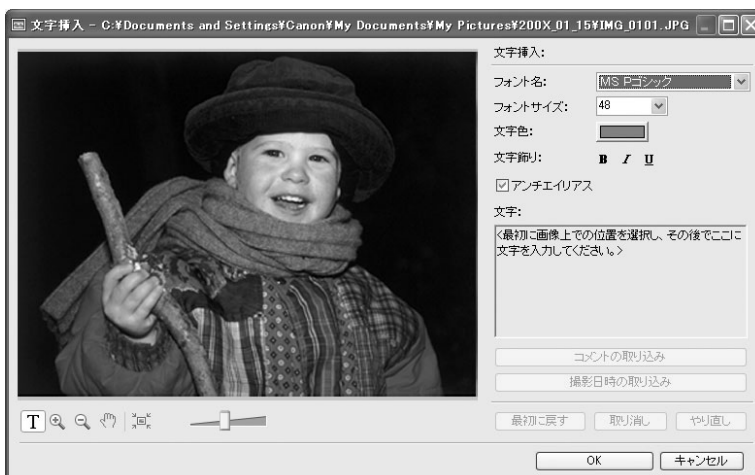 文字挿入 - C:¥Documents and Settings¥Canon¥My Documents¥My Pictures¥200X_01_15¥IMG_0101.JPG
文字挿入:
フォント名: MS Pゴシック
フォントサイズ: 48
文字色:
文字飾り: B I U
アンチエイリアス
文字:
<最初に画像上での位置を選択し、その後でここに
文字を入力してください。>
コメントの取り込み
撮影日時の取り込み
T
最初に戻す 取り消し やり直し
OK キャンセル